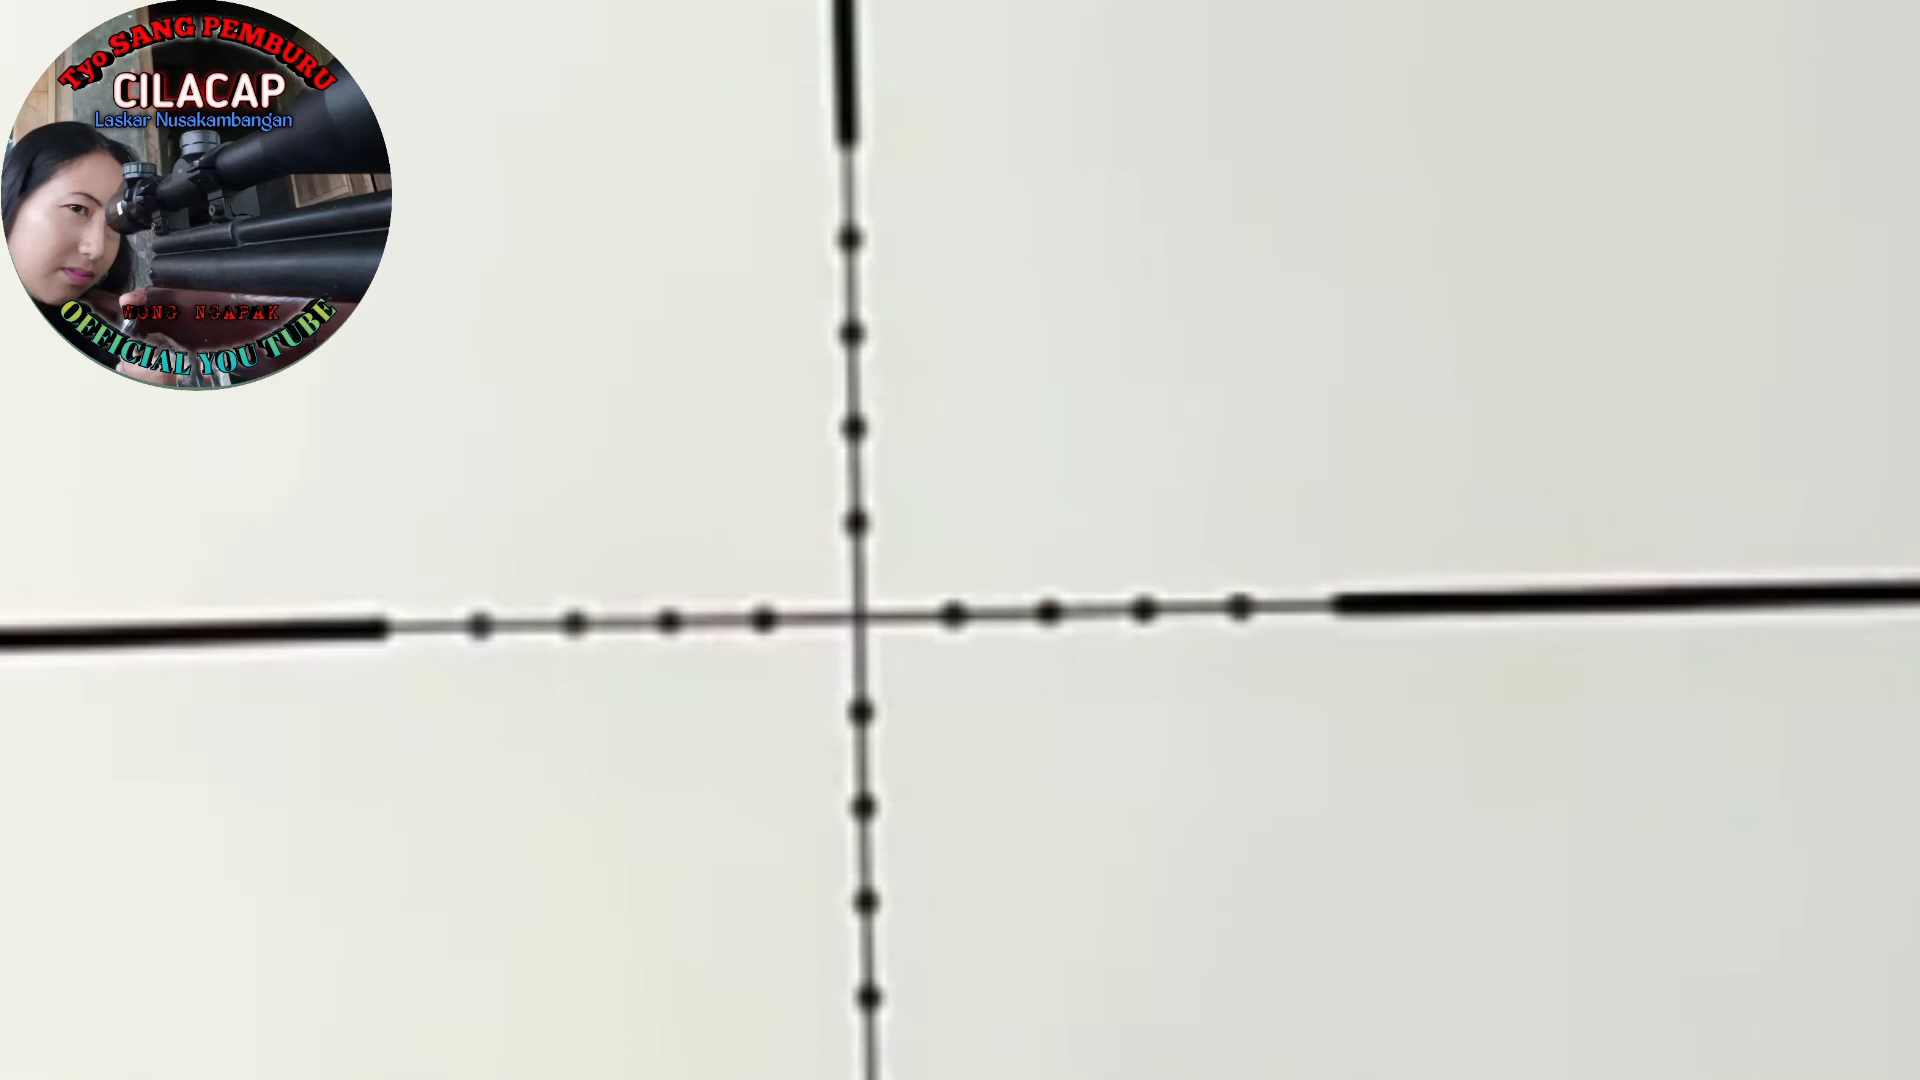 Tyo SANG PEMBURU
CILACAP
Laskar Nusakambangan
WONG NGAPAK
OFFICIAL YOU TUBE